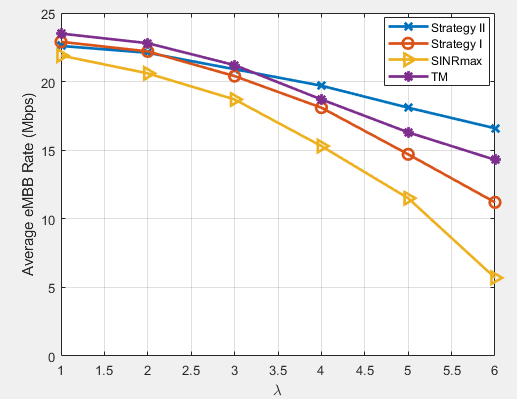 25
20
15
10
5
0
Average eMBB Rate (Mbps)
Strategy II
Strategy I
SINRmax
TM
1 1.5 2 2.5 3 3.5 4 4.5 5 5.5 6
λ